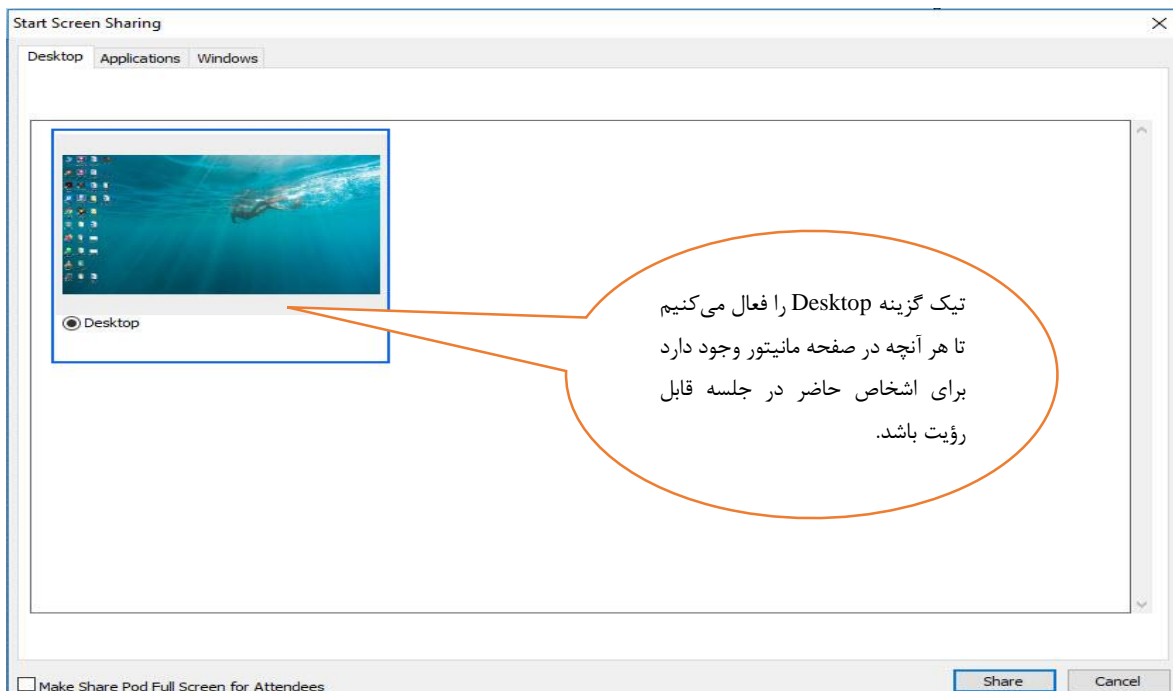 Start Screen Sharing
Desktop Applications Windows
Desktop
تیک گزینه Desktop را فعال می‌کنیم
تا هر آنچه در صفحه مانیتور وجود دارد
برای اشخاص حاضر در جلسه قابل
رؤیت باشد.
Make Share Pod Full Screen for Attendees
Share Cancel